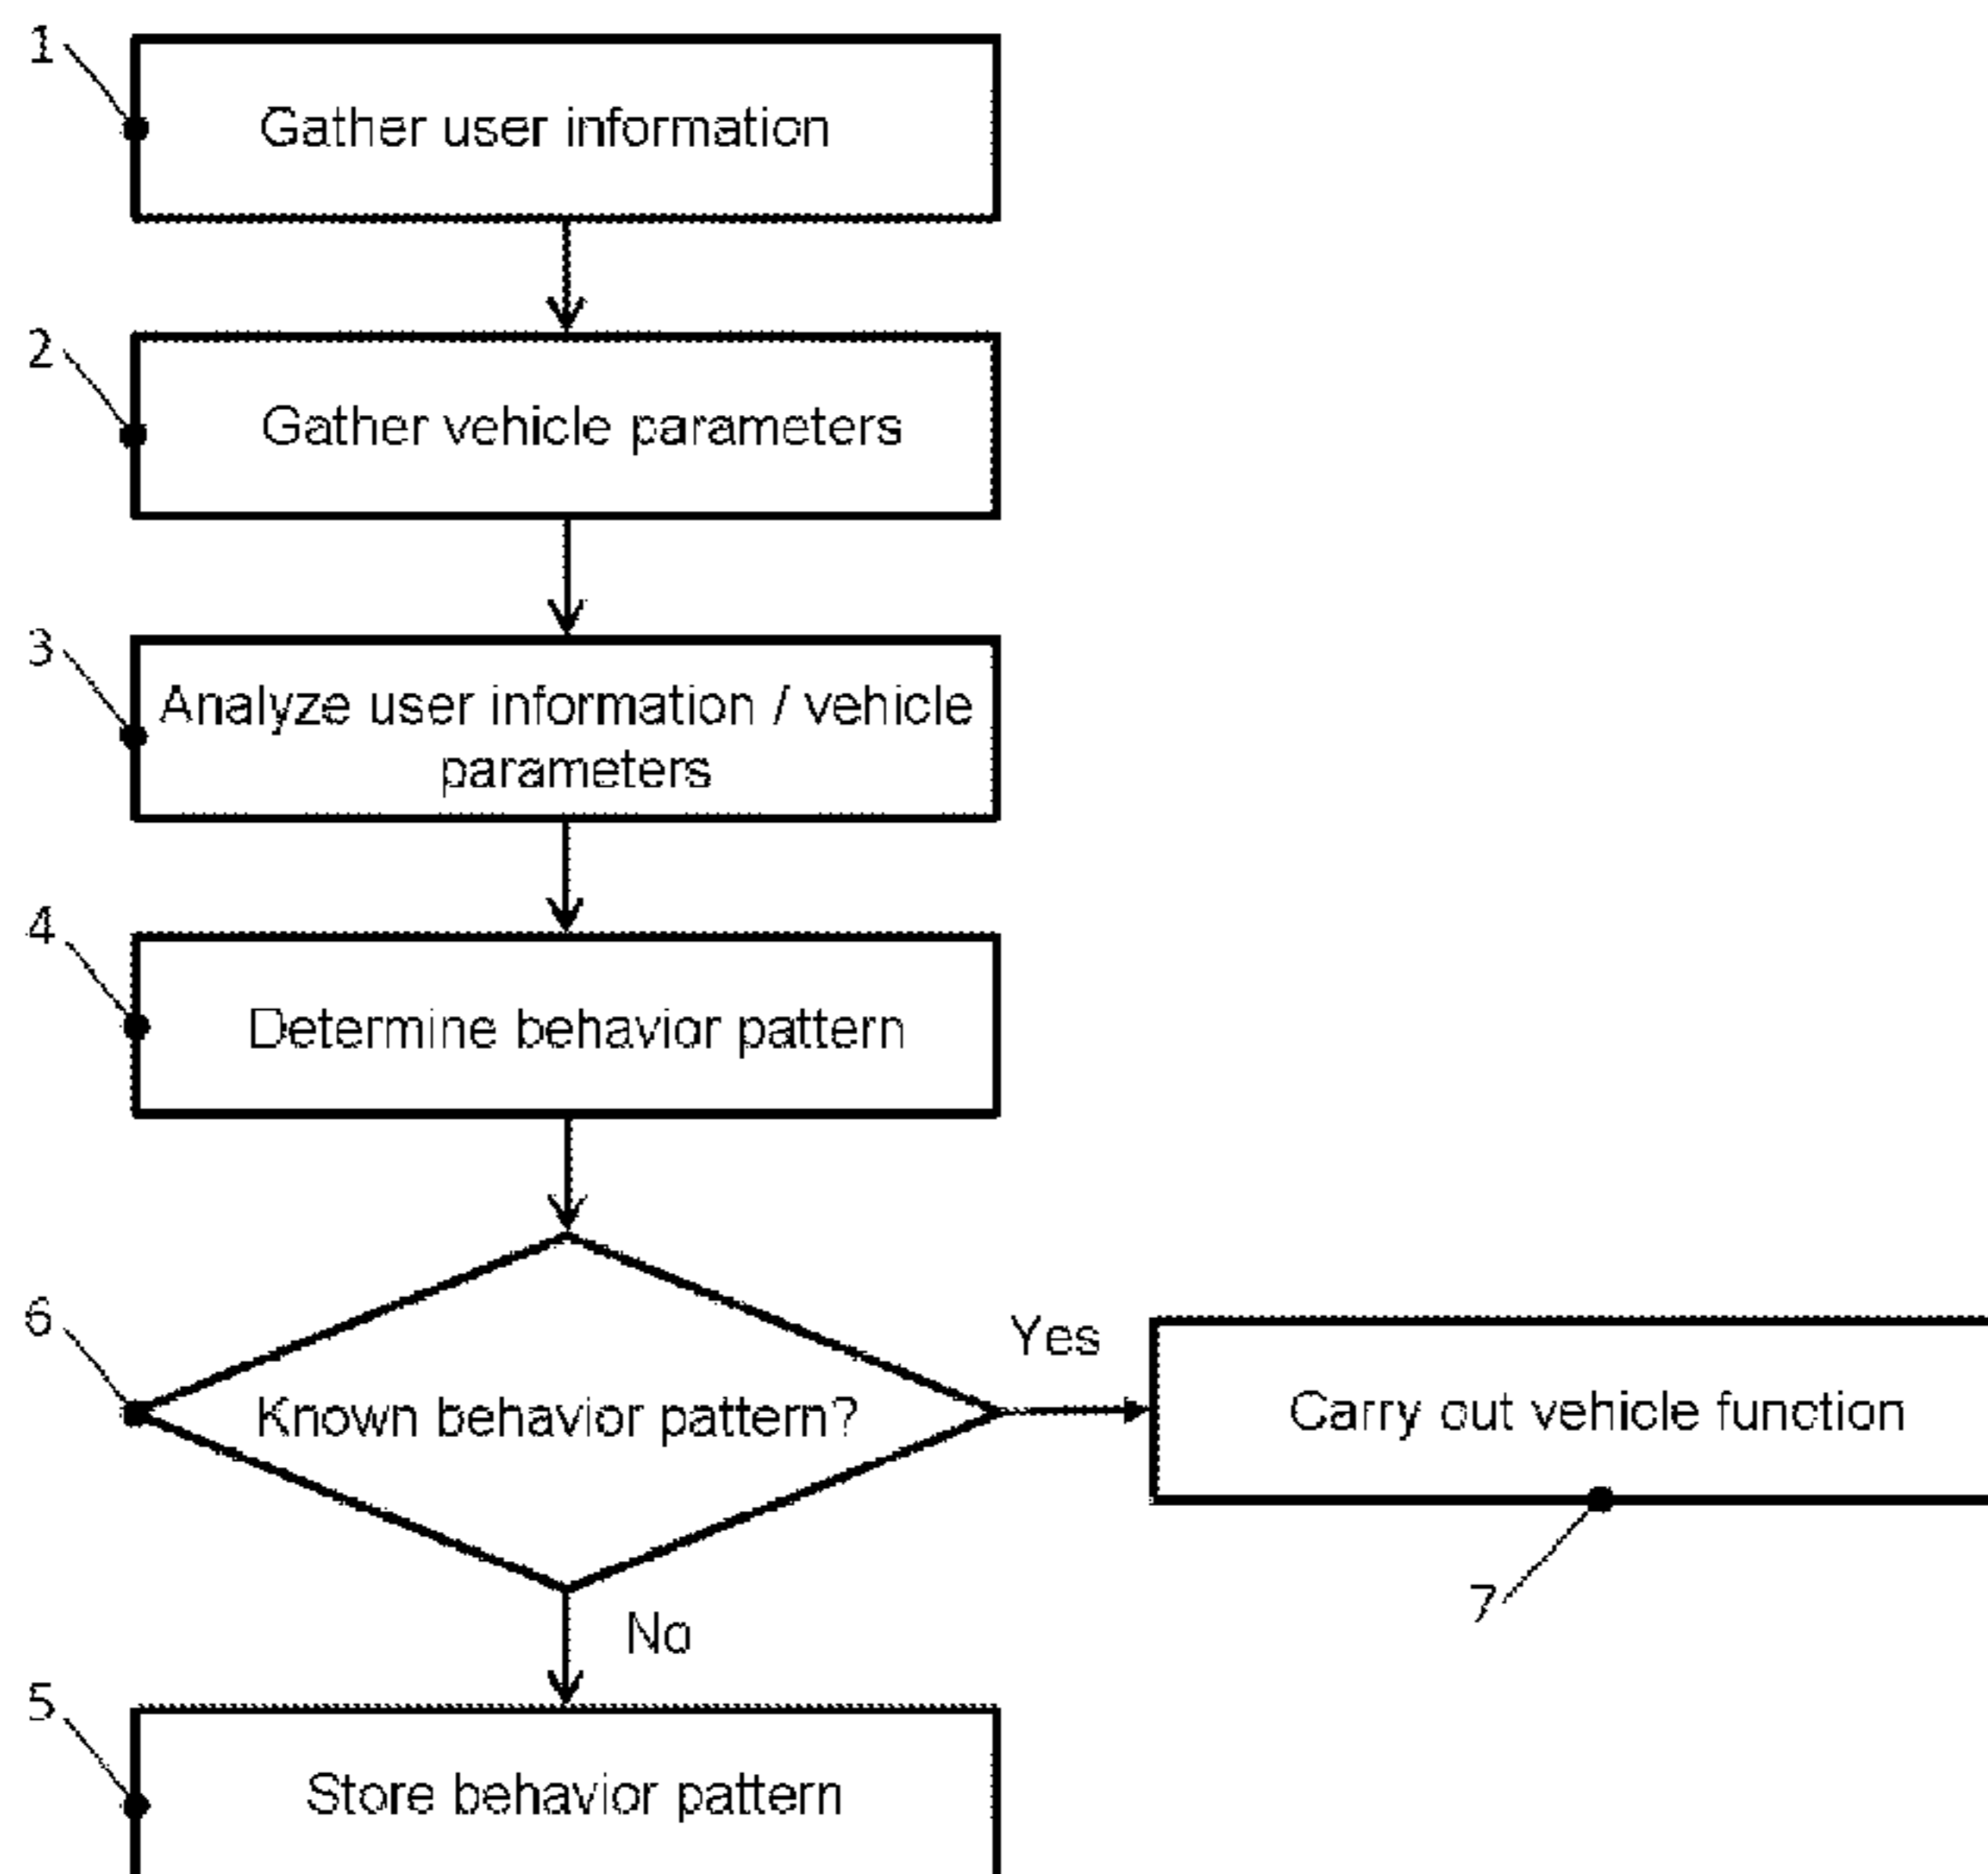 1
Gather user information
2
Gather vehicle parameters
3
Analyze user information / vehicle
parameters
4
Determine behavior pattern
6
Known behavior pattern?
Yes
Carry out vehicle function
7
No
5
Store behavior pattern